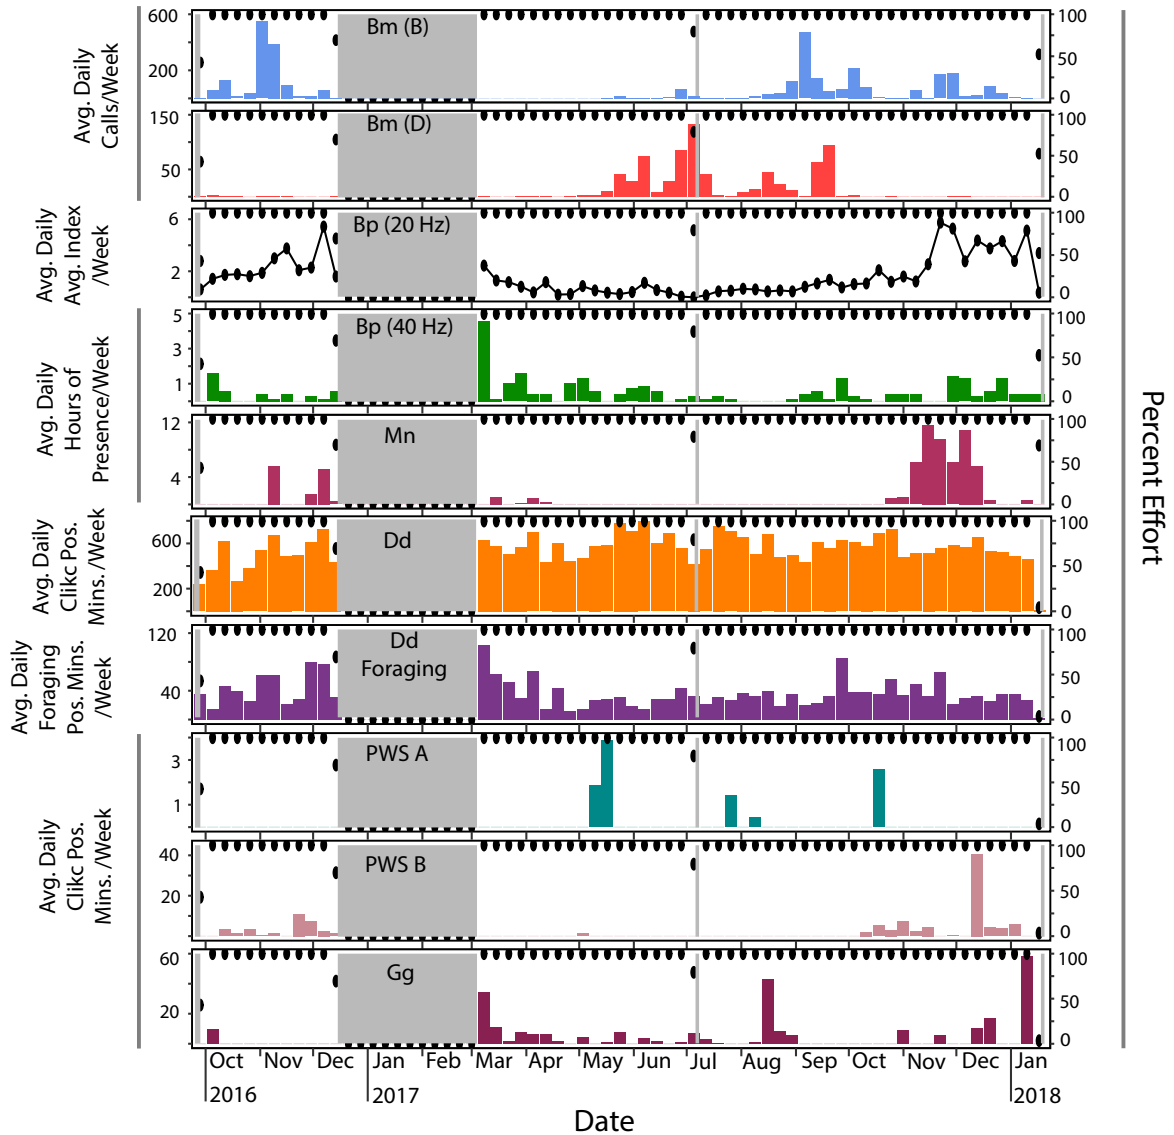 Avg. Daily
Calls/Week
600
200
Bm (B)
100
50
0
150
50
Bm (D)
100
50
0
Avg. Daily
Avg. Index
/Week
6
2
Bp (20 Hz)
100
50
0
Avg. Daily
Hours of
Presence/Week
5
3
1
Bp (40 Hz)
100
50
0
12
4
Mn
100
50
0
Avg. Daily
Clikc Pos.
Mins. /Week
600
200
Dd
100
50
0
Avg. Daily
Foraging
Pos. Mins.
/Week
120
40
Dd
Foraging
100
50
0
Avg. Daily
Clikc Pos.
Mins. /Week
3
1
PWS A
100
50
0
40
20
PWS B
100
50
0
60
20
Gg
100
50
0
Percent Effort
Oct Nov Dec Jan Feb Mar Apr May Jun Jul Aug Sep Oct Nov Dec Jan
2016 2017 2018
Date